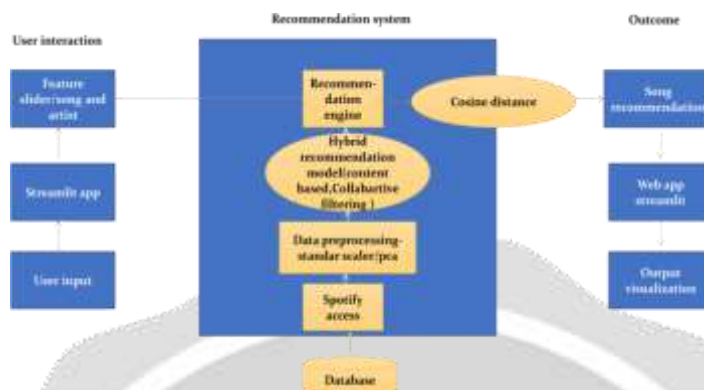 Recommendation system
Outcome
User interaction
Feature
slider/song and
artist
Recommen-
dation
engine
Cosine distance
Song
recommendation
Hybrid
recommendation
model(content
based,Collabartive
filtering )
Streamlit app
Web app
streamlit
Data preprocessing-
standar scaler/pca
User input
Output
visualization
Spotify
access
Database